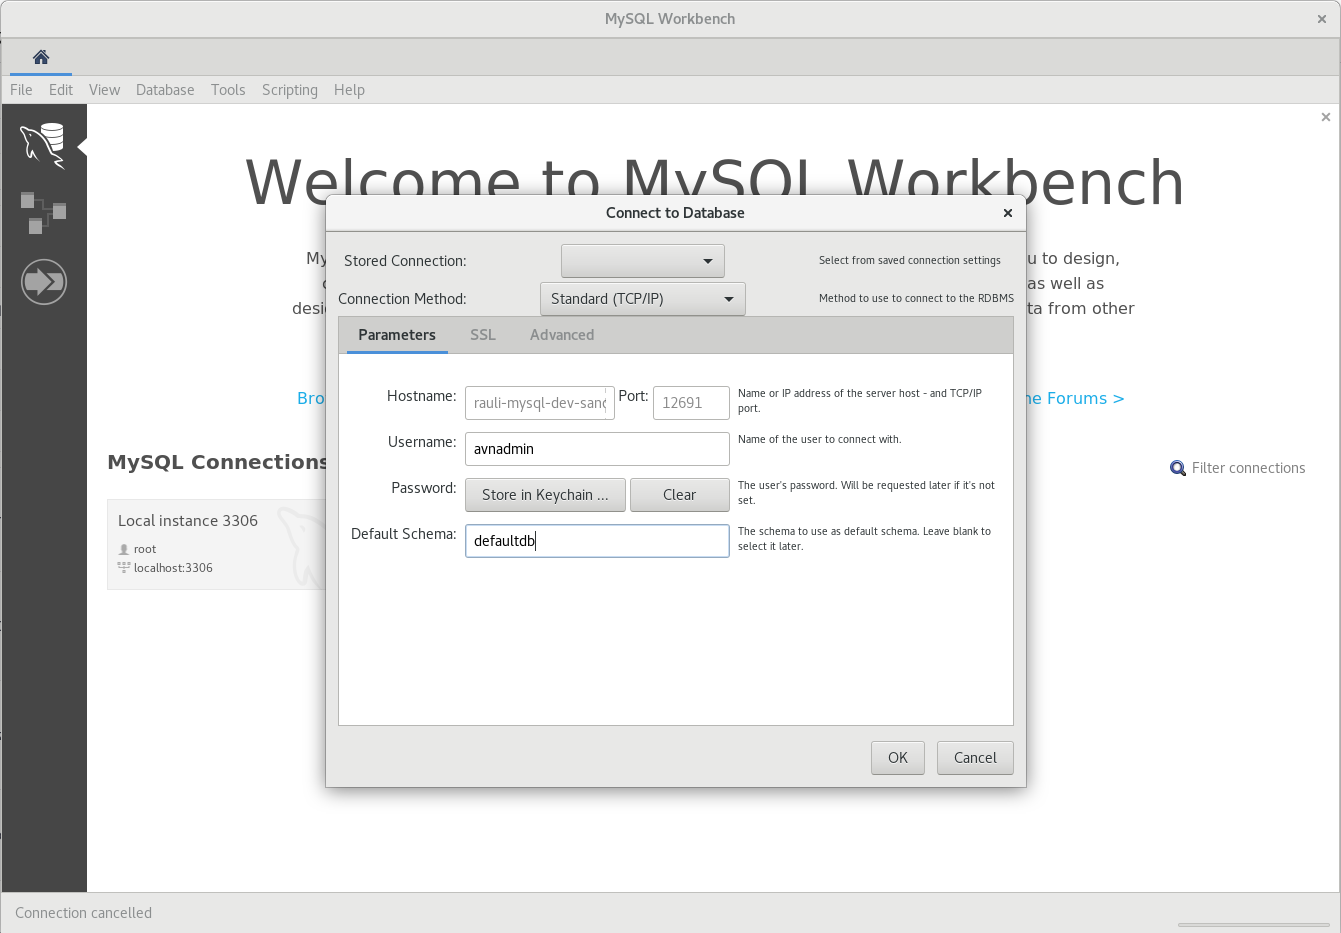 MySQL Workbench
File Edit View Database Tools Scripting Help
Welcome to MySQL Workbench
Connect to Database
Stored Connection:
Select from saved connection settings
Connection Method:
Standard (TCP/IP)
Method to use to connect to the RDBMS
to design,
as well as
from other
Parameters SSL Advanced
Hostname:
rauli-mysql-dev-sand
Port:
12691
Name or IP address of the server host - and TCP/IP
port.
Forums >
Username:
avnadmin
Name of the user to connect with.
MySQL Connections
Filter connections
Password:
Store in Keychain ...
Clear
The user's password. Will be requested later if it's not
set.
Default Schema:
defaultdb
The schema to use as default schema. Leave blank to
select it later.
Local instance 3306
root
localhost:3306
OK
Cancel
Connection cancelled